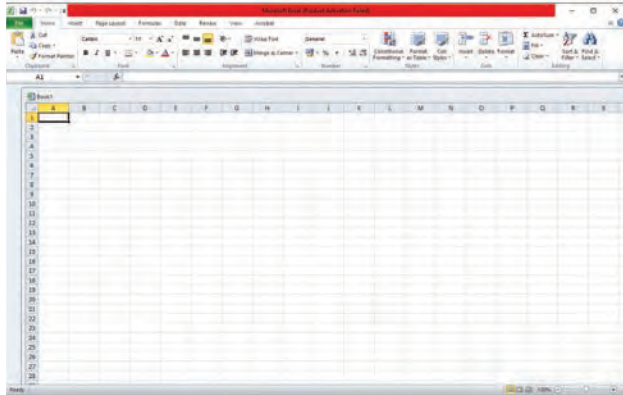 Microsoft Excel (Product Activation Failed)
File Home Insert Page Layout Formulas Data Review View Acrobat
Paste
Cut
Copy
Format Painter
Clipboard
Calibri 11
B I U
Font
Wrap Text
Merge & Center
Alignment
General
Number
Conditional Formatting
Format as Table
Cell Styles
Styles
Insert Delete Format
Cells
AutoSum
Fill
Clear
Sort & Filter
Find & Select
Editing
A1
Book1
A B C D E F G H I J K L M N O P Q R S
1
2
3
4
5
6
7
8
9
10
11
12
13
14
15
16
17
18
19
20
21
22
23
24
25
26
27
28
Ready 100%